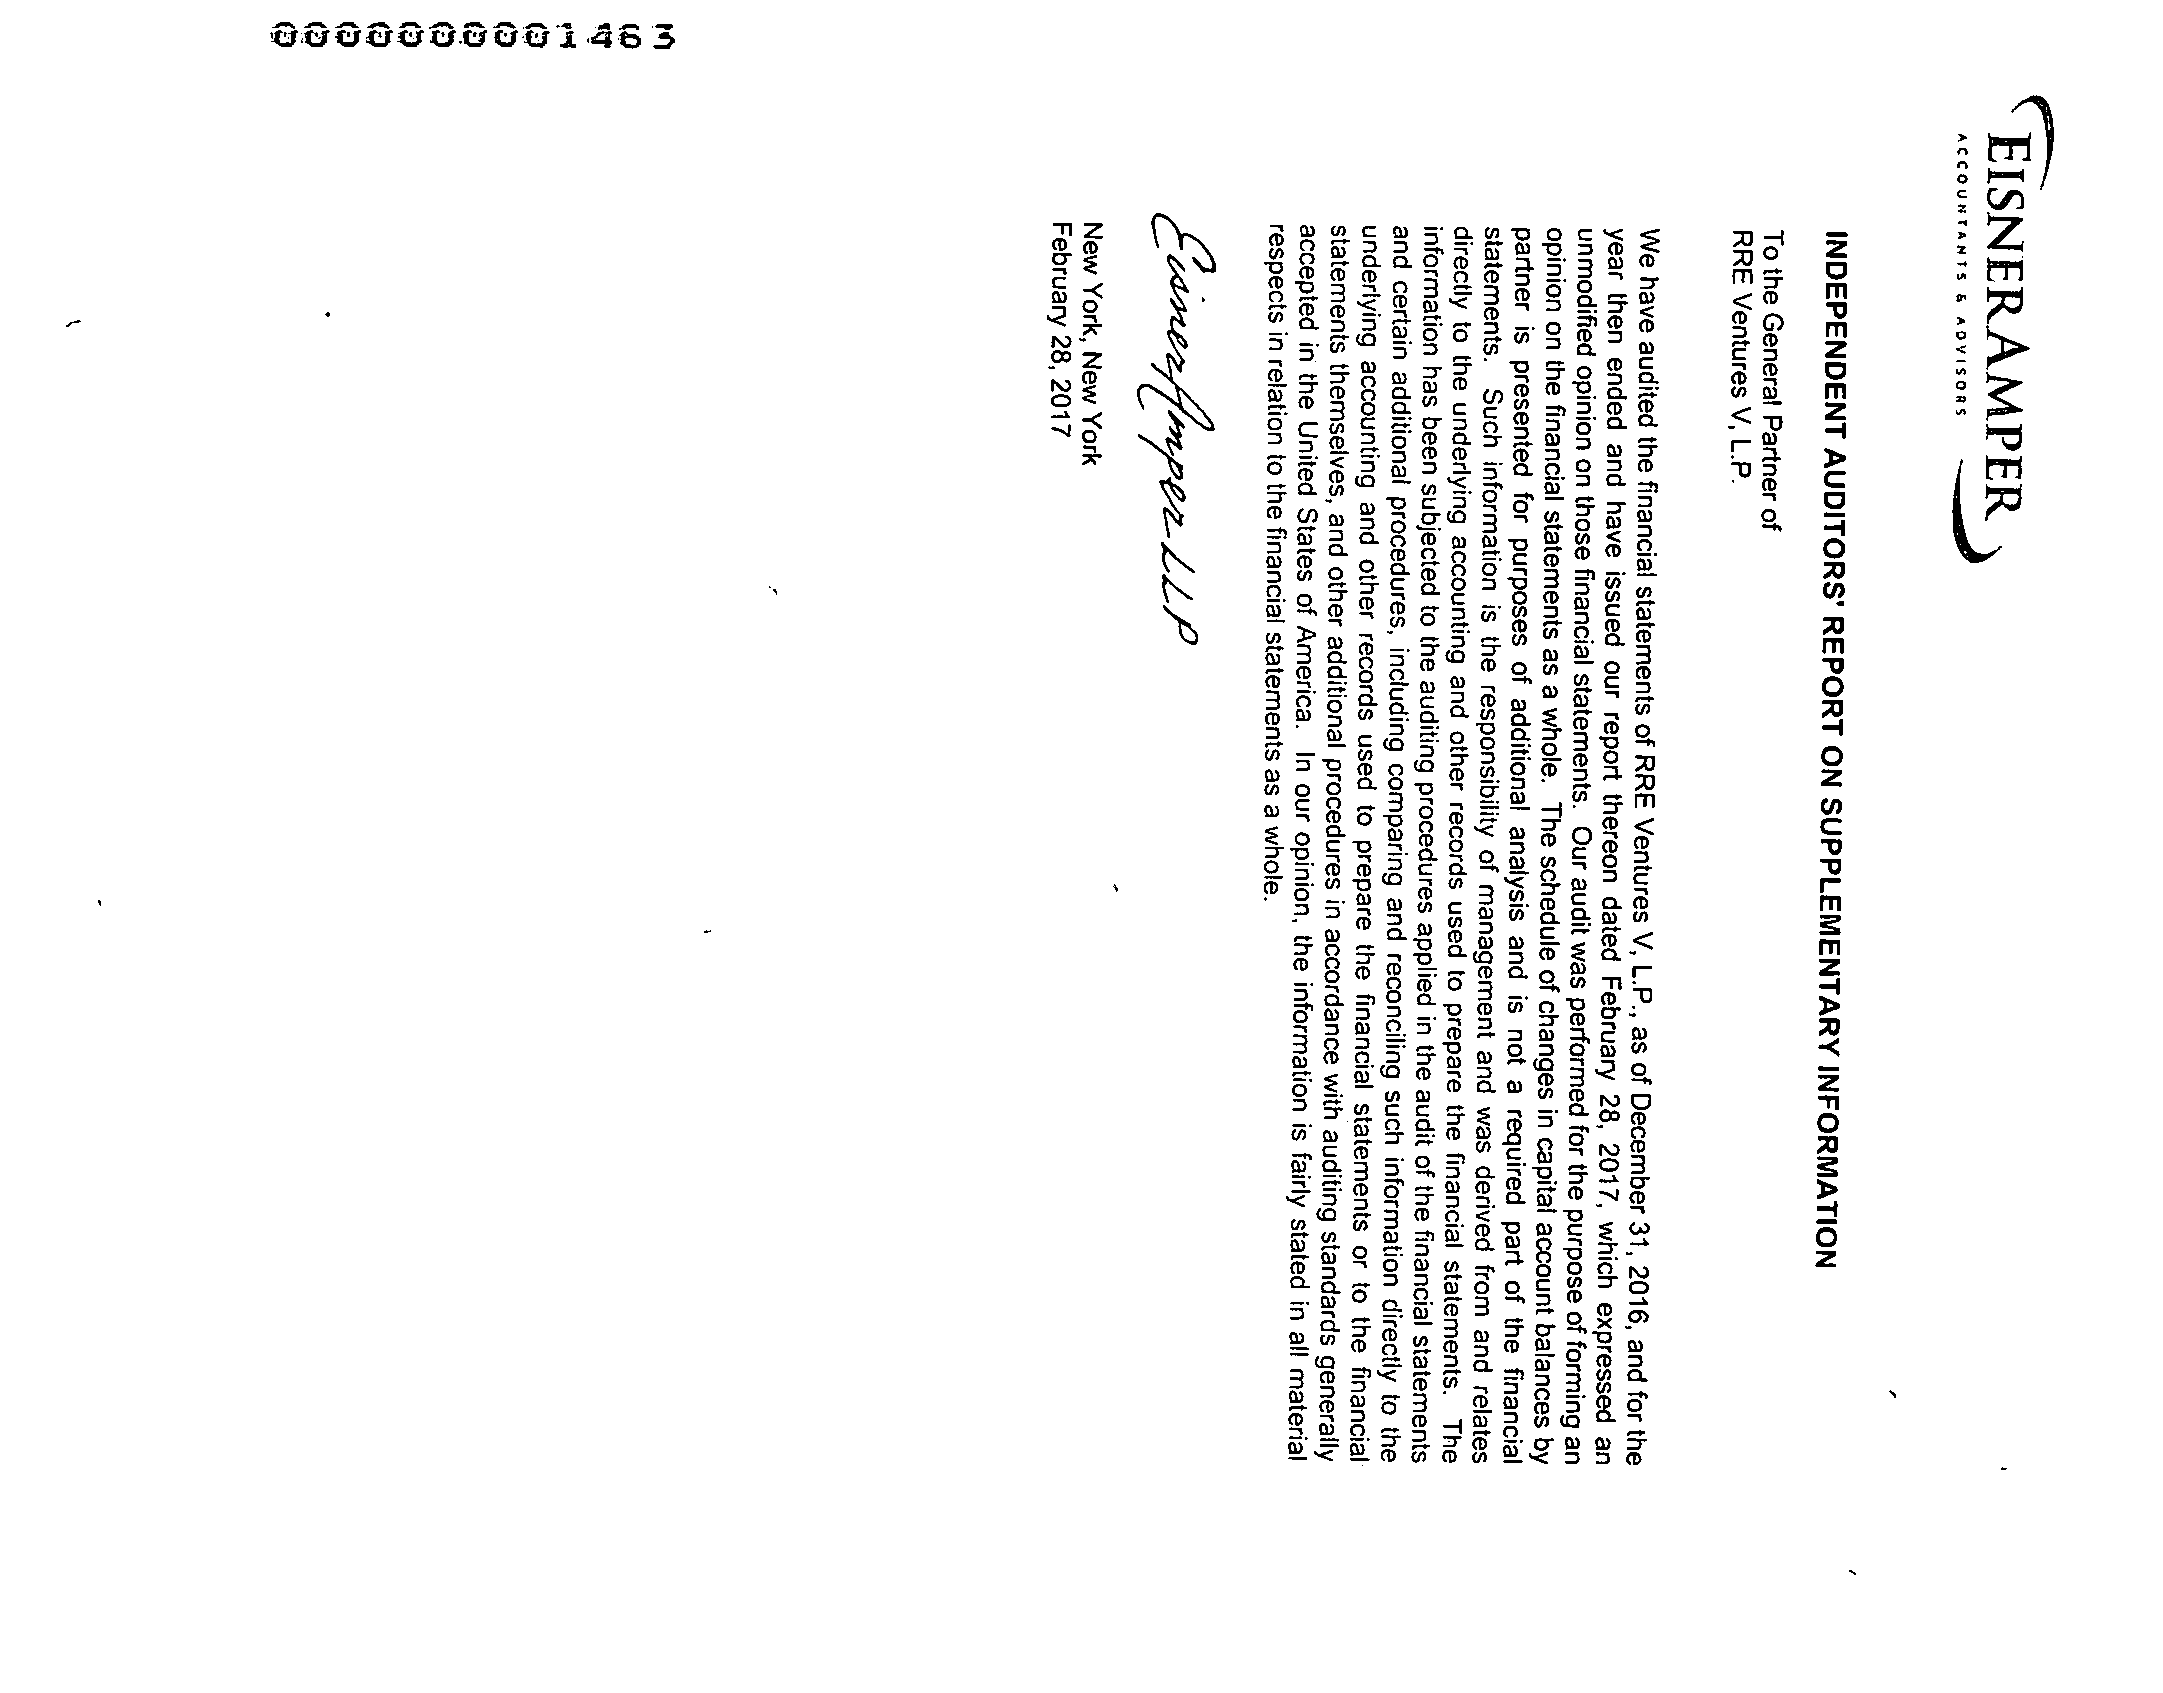 0000000001463
EISNERAMPER
ACCOUNTANTS & ADVISORS
INDEPENDENT AUDITORS' REPORT ON SUPPLEMENTARY INFORMATION
To the General Partner of
RRE Ventures V, L.P.
We have audited the financial statements of RRE Ventures V, L.P., as of December 31, 2016, and for the
year then ended and have issued our report thereon dated February 28, 2017, which expressed an
unmodified opinion on those financial statements. Our audit was performed for the purpose of forming an
opinion on the financial statements as a whole. The schedule of changes in capital account balances by
partner is presented for purposes of additional analysis and is not a required part of the financial
statements. Such information is the responsibility of management and was derived from and relates
directly to the underlying accounting and other records used to prepare the financial statements. The
information has been subjected to the auditing procedures applied in the audit of the financial statements
and certain additional procedures, including comparing and reconciling such information directly to the
underlying accounting and other records used to prepare the financial statements or to the financial
statements themselves, and other additional procedures in accordance with auditing standards generally
accepted in the United States of America. In our opinion, the information is fairly stated in all material
respects in relation to the financial statements as a whole.
EisnerAmper LLP
New York, New York
February 28, 2017